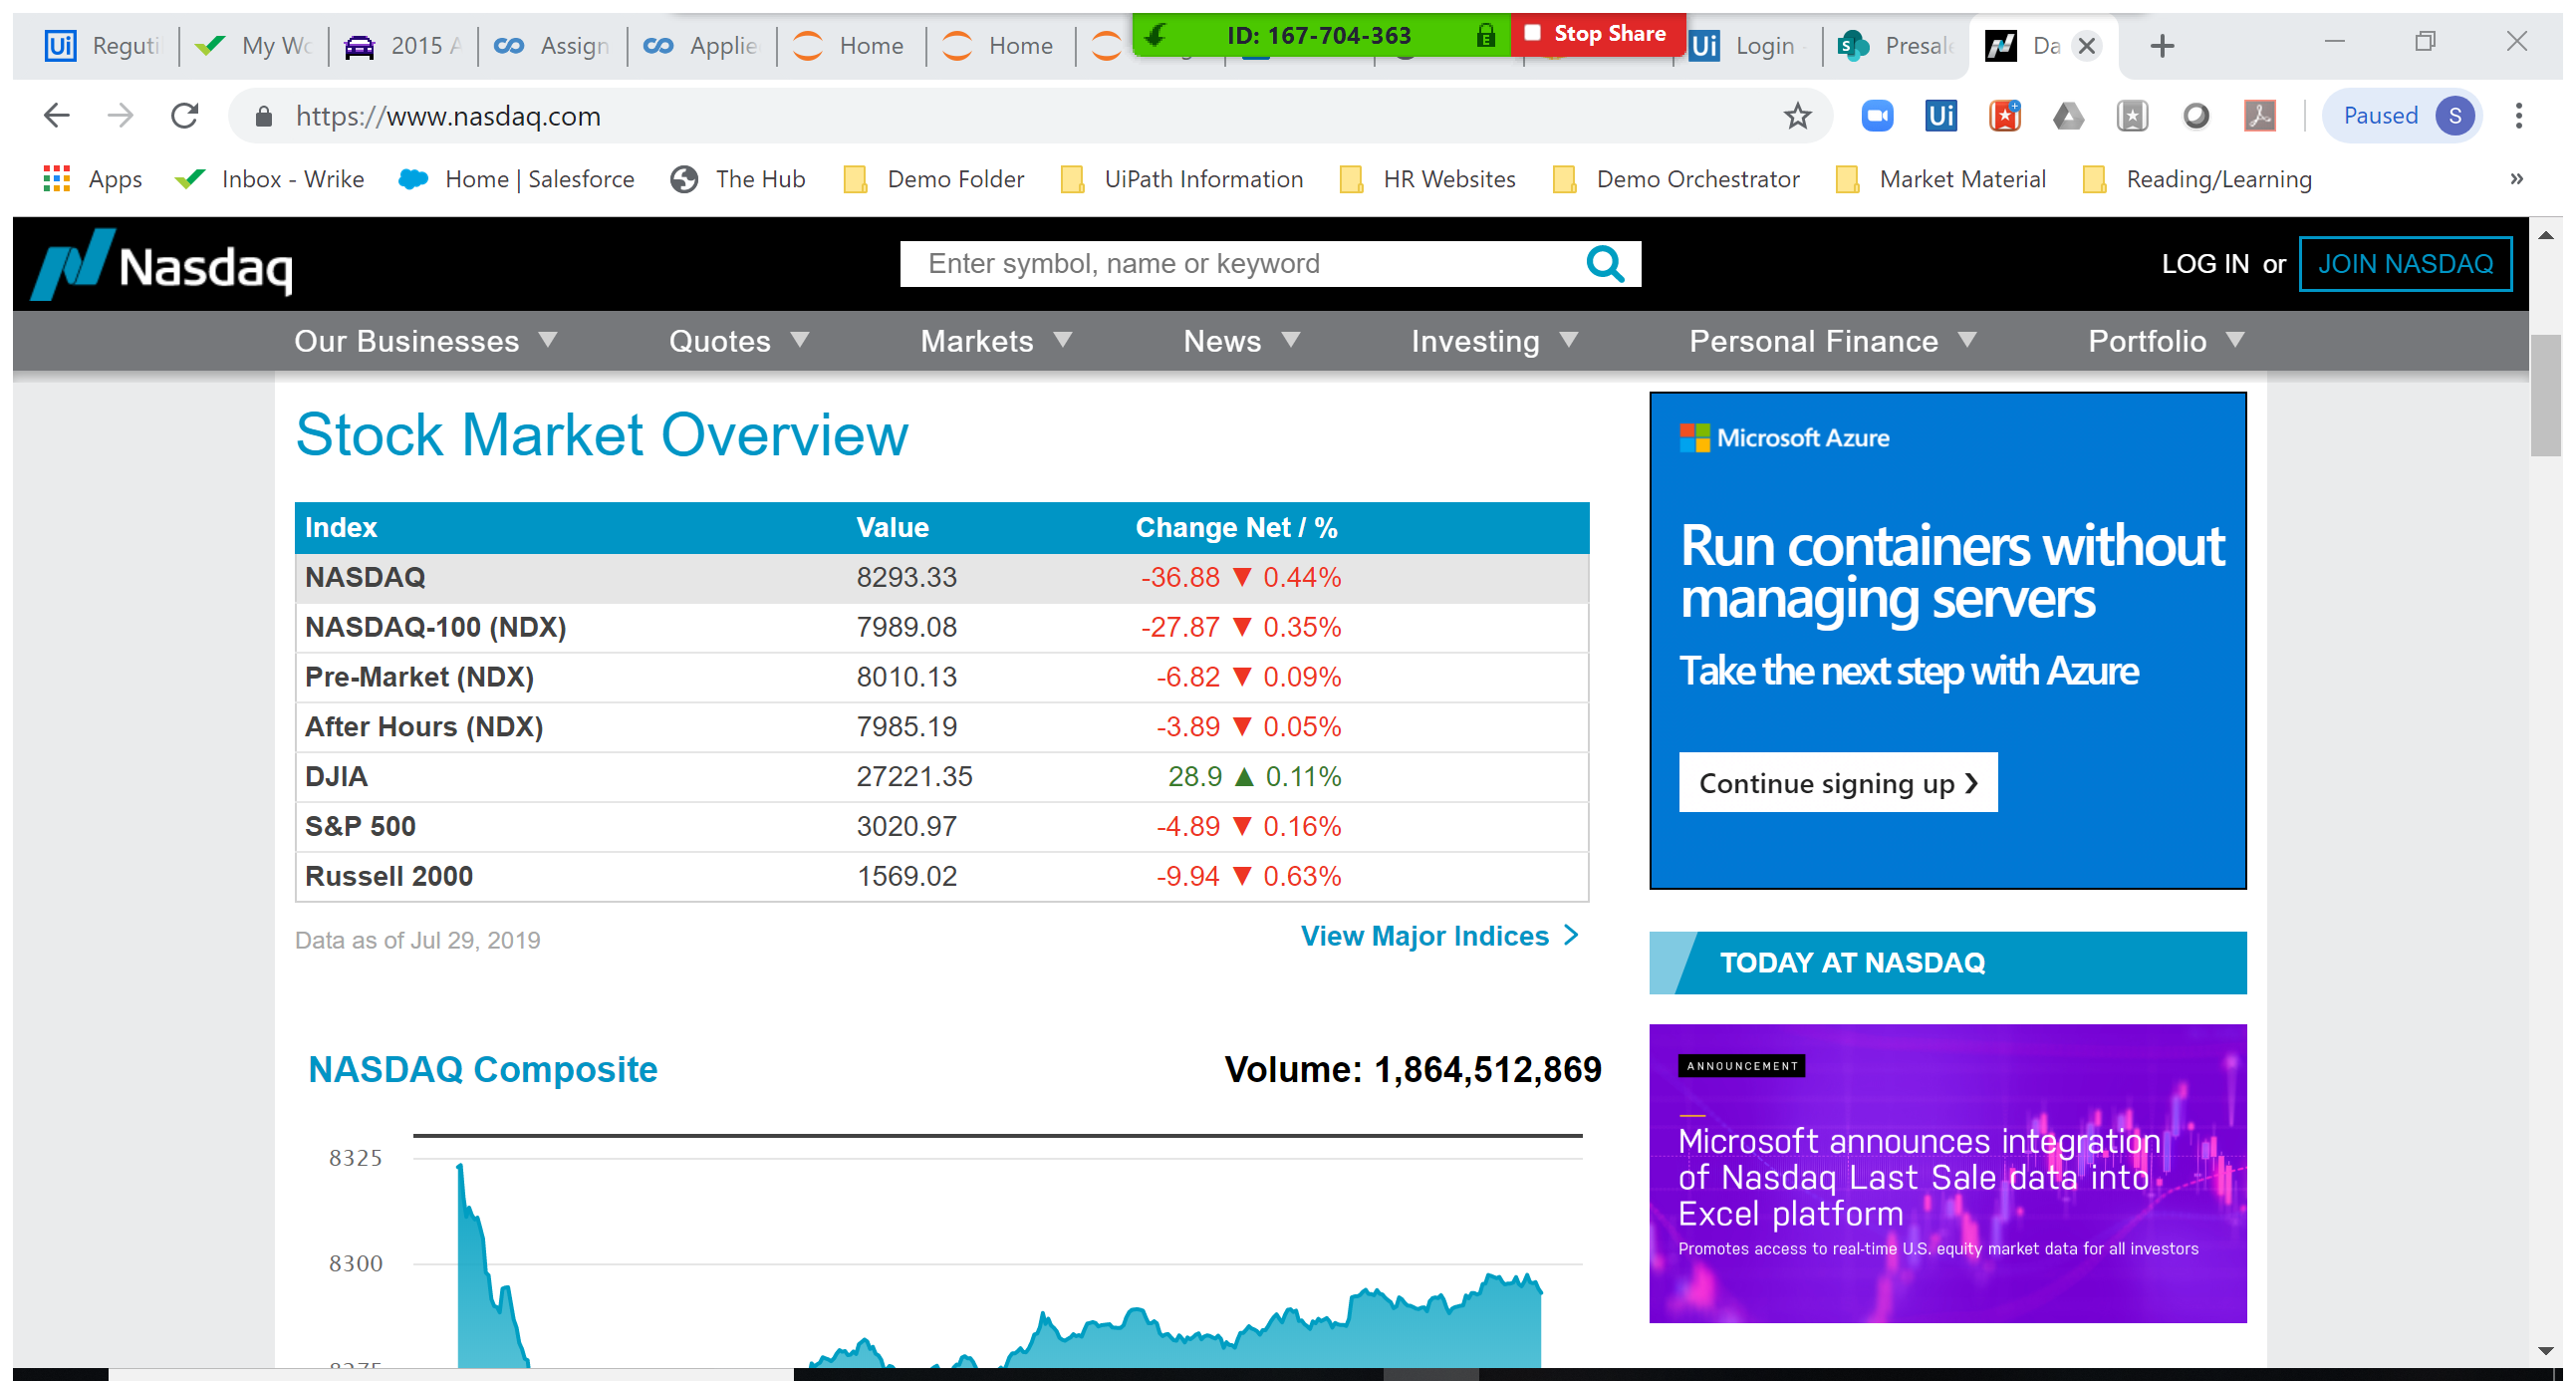 Reguti
My Wo
2015 A
Assign
Applie
Home
Home
ID: 167-704-363
Stop Share
Login
Presale
Da
https://www.nasdaq.com
Paused
S
Apps
Inbox - Wrike
Home | Salesforce
The Hub
Demo Folder
UiPath Information
HR Websites
Demo Orchestrator
Market Material
Reading/Learning
»
Nasdaq
Enter symbol, name or keyword
LOG IN or JOIN NASDAQ
Our Businesses
Quotes
Markets
News
Investing
Personal Finance
Portfolio
Stock Market Overview
Index Value Change Net / %
NASDAQ 8293.33 -36.88 ▼ 0.44%
NASDAQ-100 (NDX) 7989.08 -27.87 ▼ 0.35%
Pre-Market (NDX) 8010.13 -6.82 ▼ 0.09%
After Hours (NDX) 7985.19 -3.89 ▼ 0.05%
DJIA 27221.35 28.9 ▲ 0.11%
S&P 500 3020.97 -4.89 ▼ 0.16%
Russell 2000 1569.02 -9.94 ▼ 0.63%
Data as of Jul 29, 2019
View Major Indices >
NASDAQ Composite
Volume: 1,864,512,869
8325
8300
Microsoft Azure
Run containers without
managing servers
Take the next step with Azure
Continue signing up ❯
TODAY AT NASDAQ
ANNOUNCEMENT
Microsoft announces integration
of Nasdaq Last Sale data into
Excel platform
Promotes access to real-time U.S. equity market data for all investors